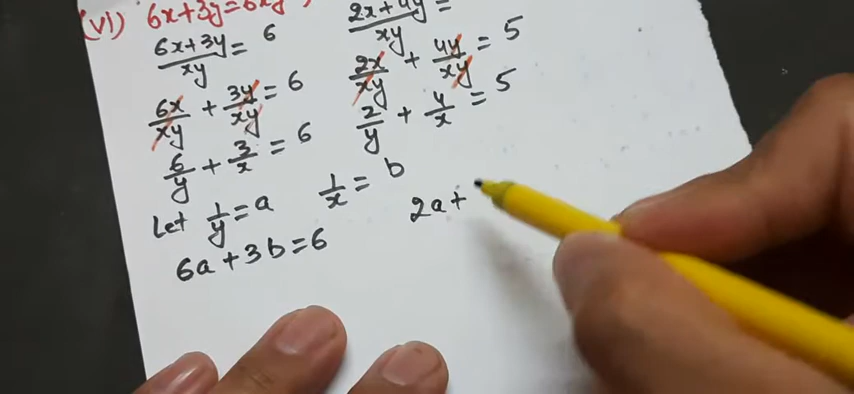 (vi) 6x+3y=6xy ;
6x+3y/xy = 6
6x/xy + 3y/xy = 6
6/y + 3/x = 6
Let 1/y = a 1/x = b
6a+3b=6
2x+4y/xy =
2x/xy + 4y/xy = 5
2/y + 4/x = 5
2a+